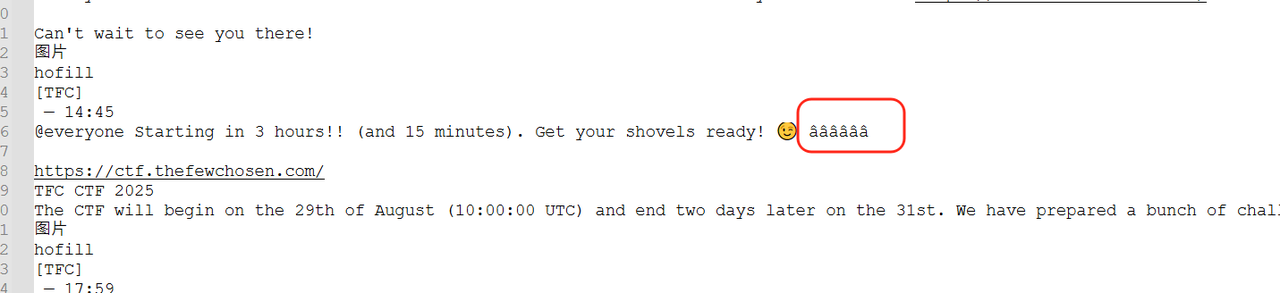 0
1 Can't wait to see you there!
2 图片
3 hofill
4 [TFC]
5 — 14:45
6 @everyone Starting in 3 hours!! (and 15 minutes). Get your shovels ready! 😉 ââââââ
7
8 https://ctf.thefewchosen.com/
9 TFC CTF 2025
0 The CTF will begin on the 29th of August (10:00:00 UTC) and end two days later on the 31st. We have prepared a bunch of
1 图片
2 hofill
3 [TFC]
4 — 17:59